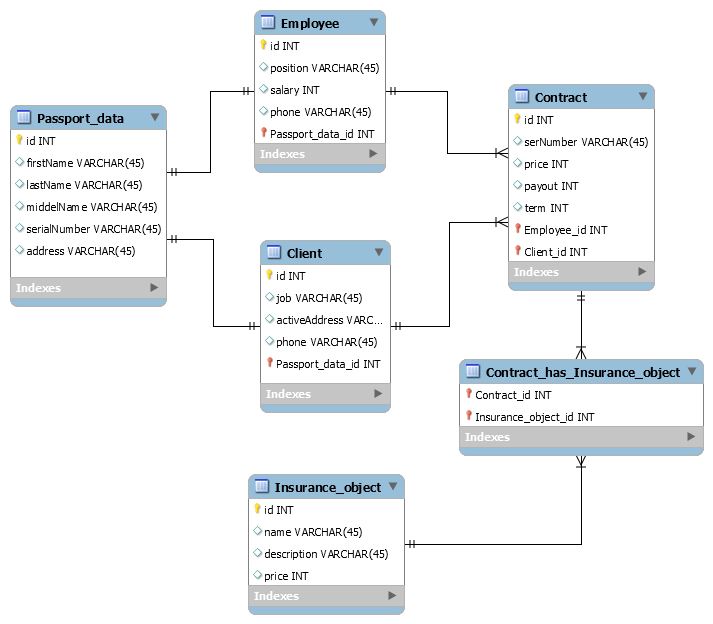 Employee
id INT
position VARCHAR(45)
salary INT
phone VARCHAR(45)
Passport_data_id INT
Indexes
Passport_data
id INT
firstName VARCHAR(45)
lastName VARCHAR(45)
middelName VARCHAR(45)
serialNumber VARCHAR(45)
address VARCHAR(45)
Indexes
Contract
id INT
serNumber VARCHAR(45)
price INT
payout INT
term INT
Employee_id INT
Client_id INT
Indexes
Client
id INT
job VARCHAR(45)
activeAddress VARC...
phone VARCHAR(45)
Passport_data_id INT
Indexes
Contract_has_Insurance_object
Contract_id INT
Insurance_object_id INT
Indexes
Insurance_object
id INT
name VARCHAR(45)
description VARCHAR(45)
price INT
Indexes